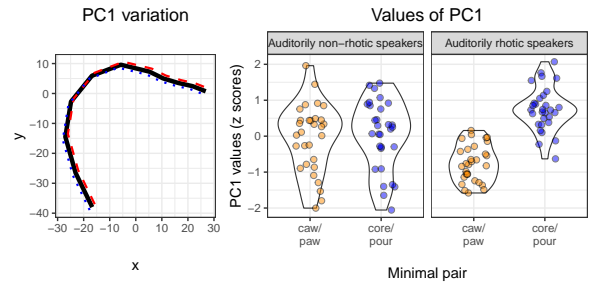 PC1 variation
10
0
−10
−20
−30
−40
y
−30 −20 −10 0 10 20 30
x
Values of PC1
Auditorily non−rhotic speakers
Auditorily rhotic speakers
2
1
0
−1
−2
PC1 values (z scores)
caw/
paw
core/
pour
caw/
paw
core/
pour
Minimal pair